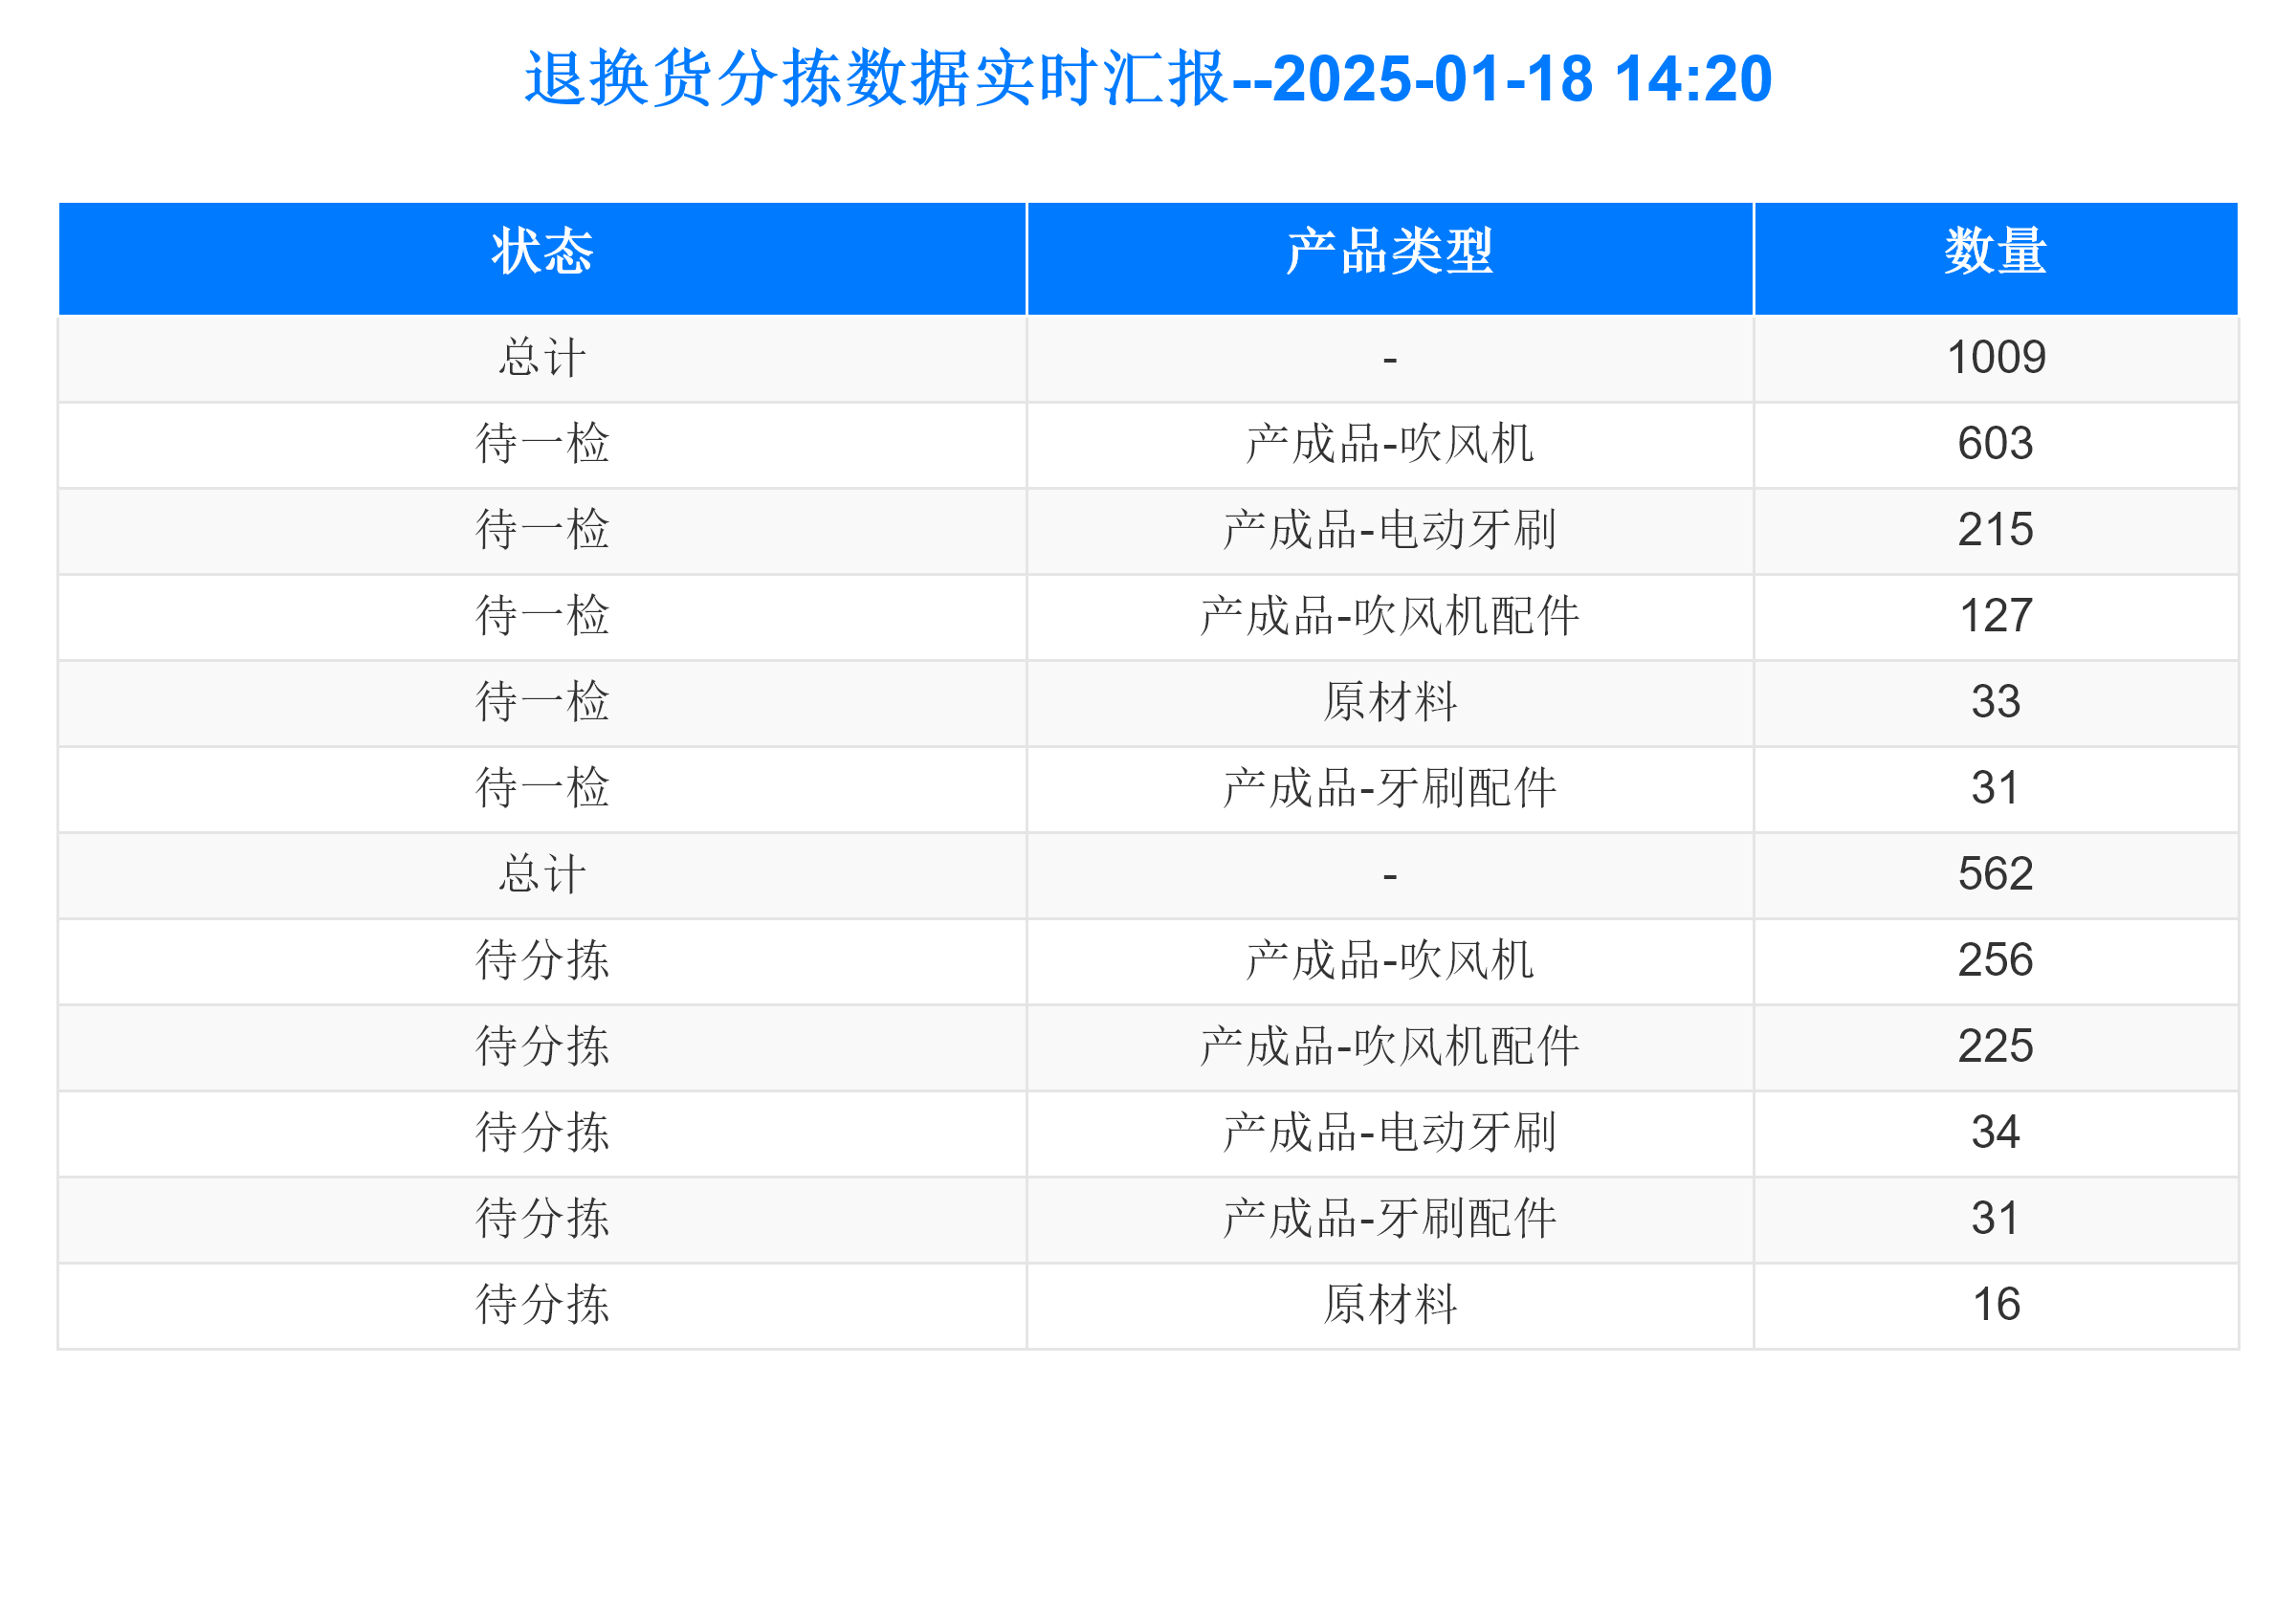 退换货分拣数据实时汇报--2025-01-18 14:20
状态 产品类型 数量
总计 - 1009
待一检 产成品-吹风机 603
待一检 产成品-电动牙刷 215
待一检 产成品-吹风机配件 127
待一检 原材料 33
待一检 产成品-牙刷配件 31
总计 - 562
待分拣 产成品-吹风机 256
待分拣 产成品-吹风机配件 225
待分拣 产成品-电动牙刷 34
待分拣 产成品-牙刷配件 31
待分拣 原材料 16